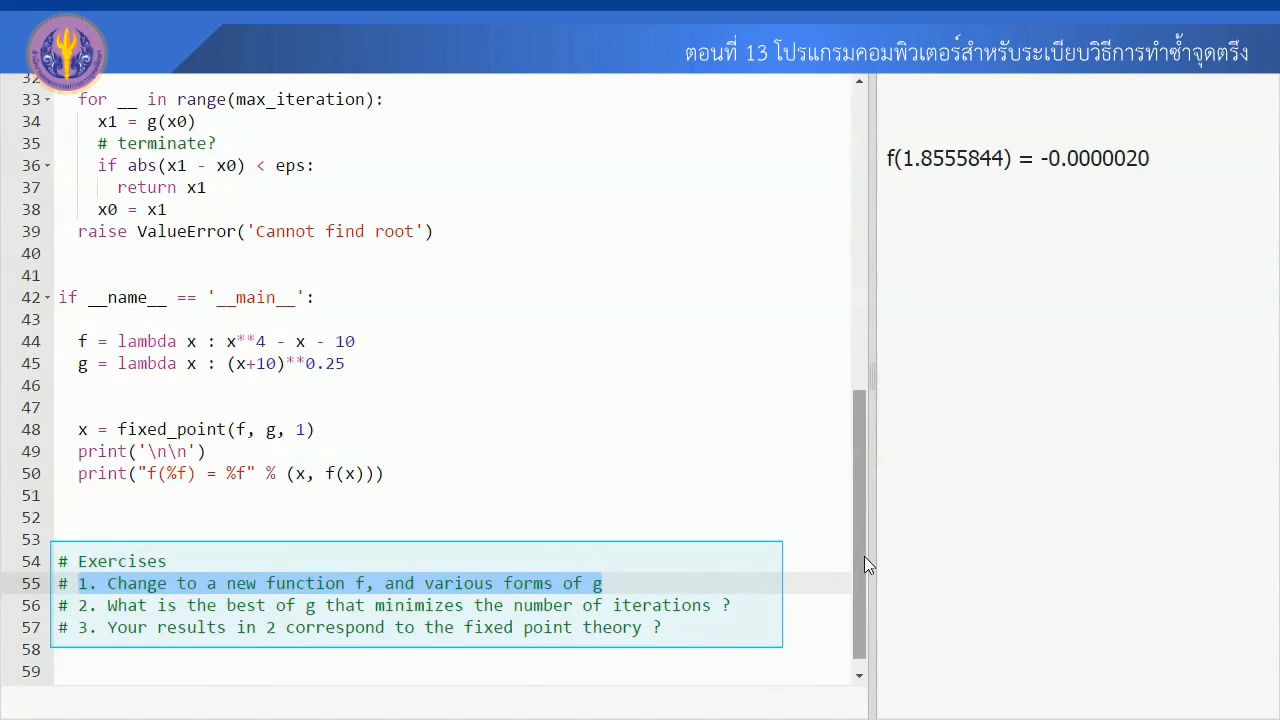 ตอนที่ 13 โปรแกรมคอมพิวเตอร์สำหรับระเบียบวิธีการทำซ้ำจุดตรึง
32
33 for __ in range(max_iteration):
34 x1 = g(x0)
35 # terminate?
36 if abs(x1 - x0) < eps:
37 return x1
38 x0 = x1
39 raise ValueError('Cannot find root')
40
41
42 if __name__ == '__main__':
43
44 f = lambda x : x**4 - x - 10
45 g = lambda x : (x+10)**0.25
46
47
48 x = fixed_point(f, g, 1)
49 print('\n\n')
50 print("f(%f) = %f" % (x, f(x)))
51
52
53
54 # Exercises
55 # 1. Change to a new function f, and various forms of g
56 # 2. What is the best of g that minimizes the number of iterations ?
57 # 3. Your results in 2 correspond to the fixed point theory ?
58
59
f(1.8555844) = -0.0000020